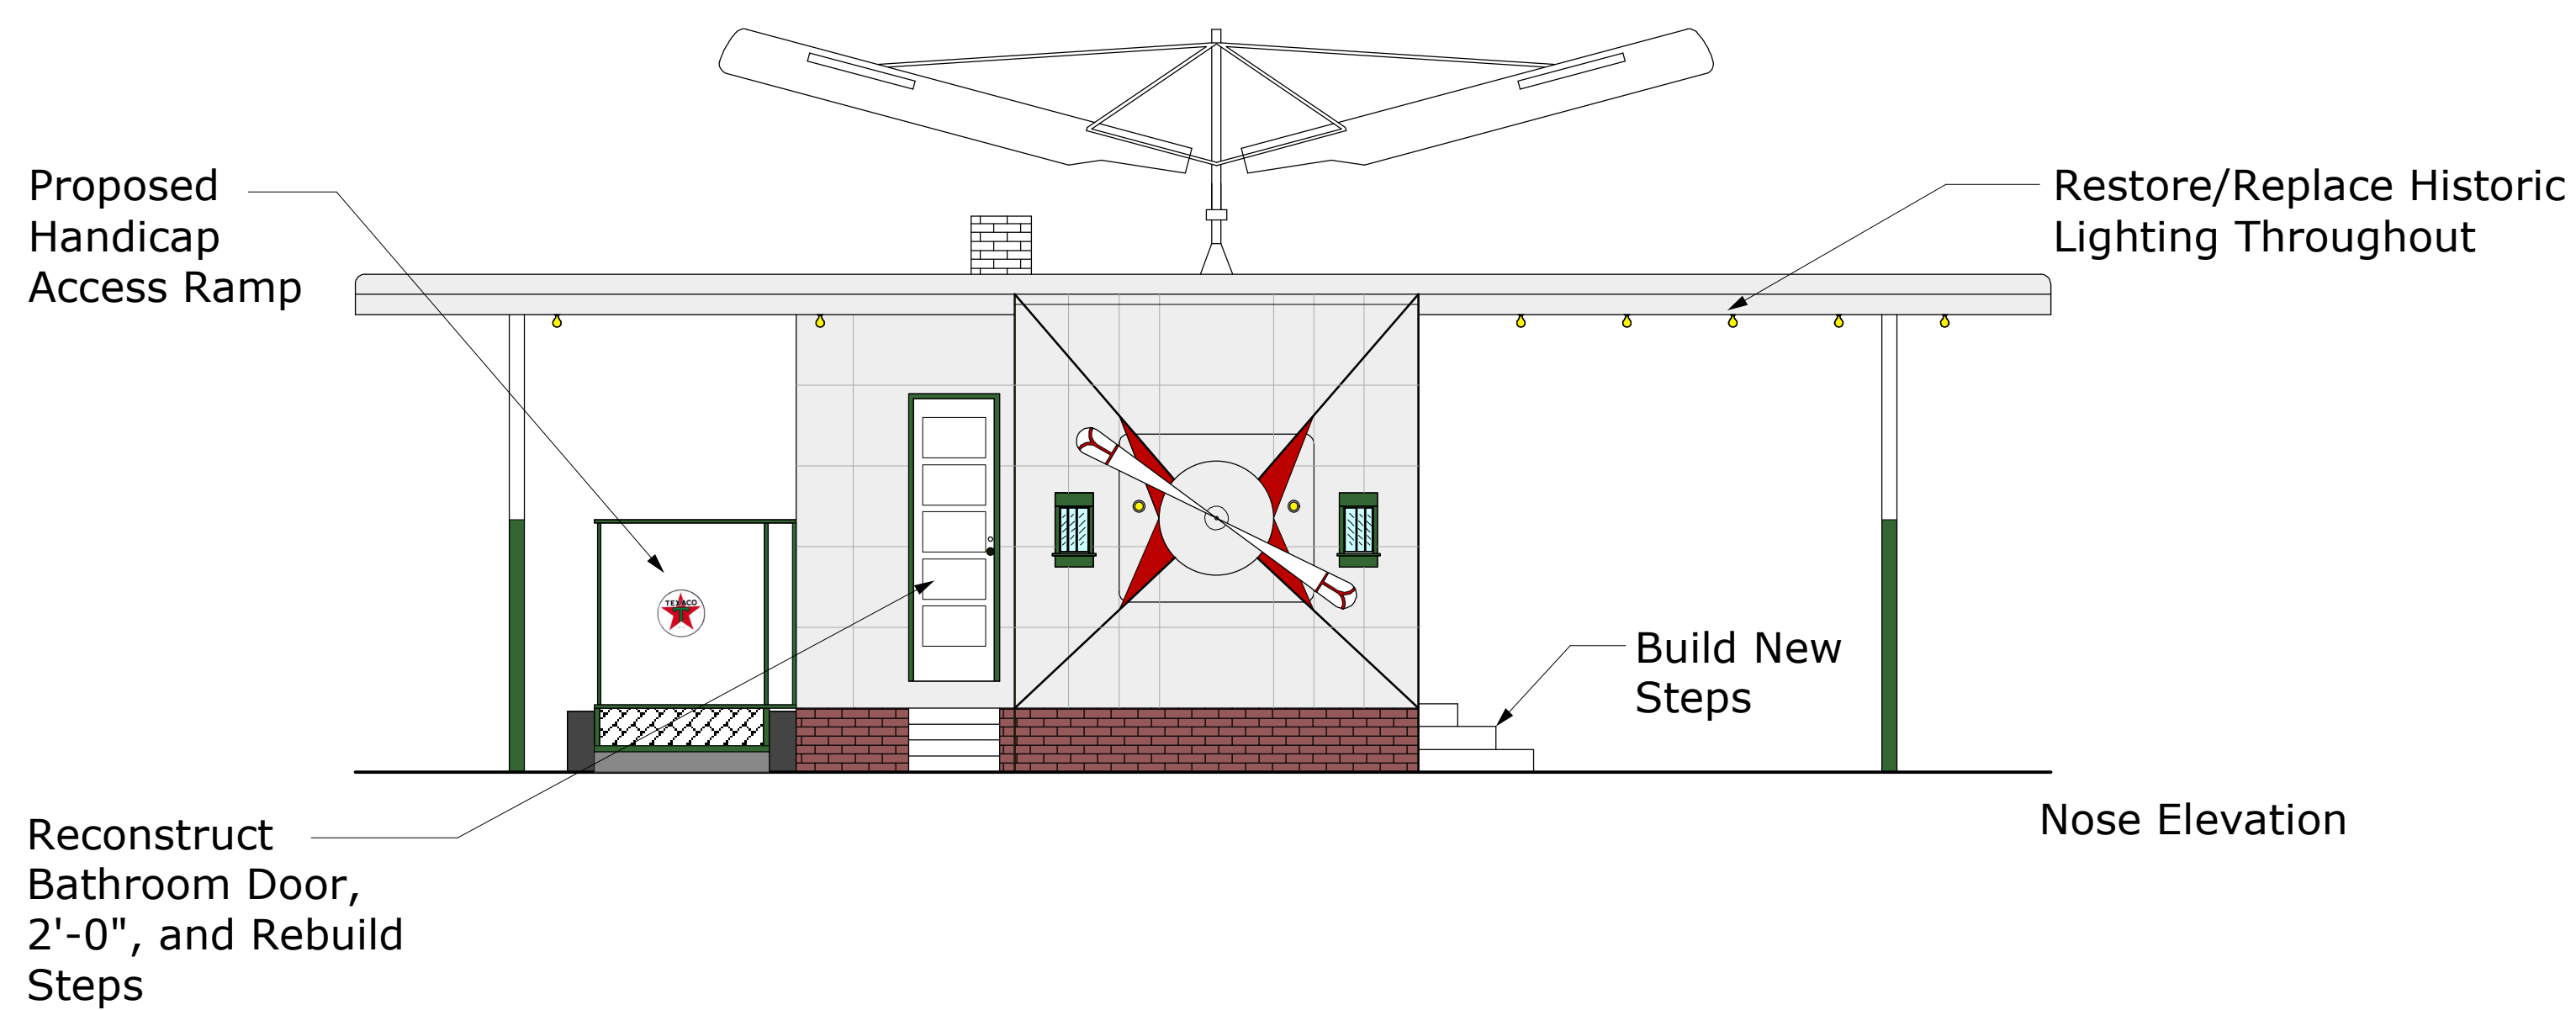 Proposed
Handicap
Access Ramp
Restore/Replace Historic
Lighting Throughout
TEXACO
T
Build New
Steps
Nose Elevation
Reconstruct
Bathroom Door,
2'-0", and Rebuild
Steps